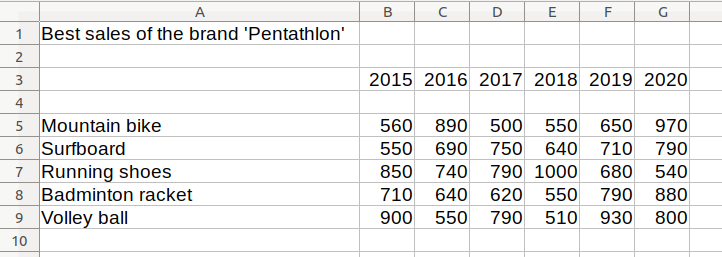 A B C D E F G
1 Best sales of the brand 'Pentathlon'
2
3 2015 2016 2017 2018 2019 2020
4
5 Mountain bike 560 890 500 550 650 970
6 Surfboard 550 690 750 640 710 790
7 Running shoes 850 740 790 1000 680 540
8 Badminton racket 710 640 620 550 790 880
9 Volley ball 900 550 790 510 930 800
10